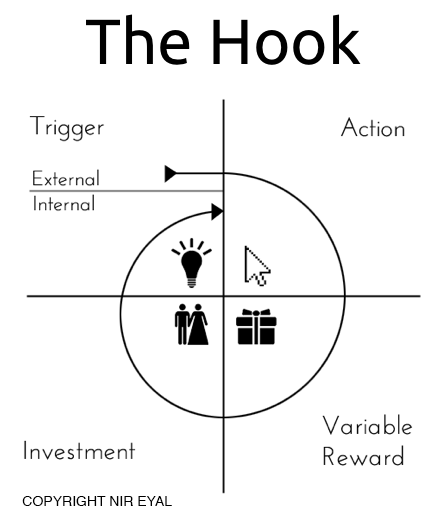 The Hook
Trigger
Action
External
Internal
Variable
Reward
Investment
COPYRIGHT NIR EYAL